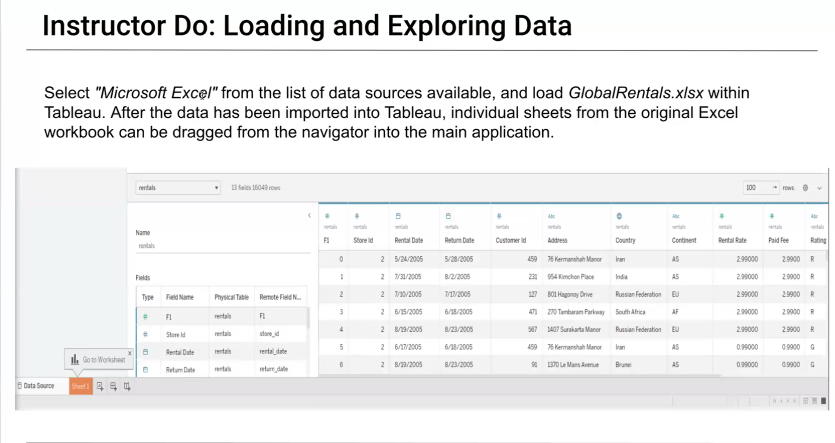 Instructor Do: Loading and Exploring Data
Select "Microsoft Excel" from the list of data sources available, and load GlobalRentals.xlsx within
Tableau. After the data has been imported into Tableau, individual sheets from the original Excel
workbook can be dragged from the navigator into the main application.
rentals 13 fields 16049 rows 100 rows
Name
rentals
Fields
Type Field Name Physical Table Remote Field N...
# F1 rentals F1
# Store Id rentals store_id
Rental Date rentals rental_date
Return Date rentals return_date
# # # Abc Abc # # Abc
rentals rentals rentals rentals rentals rentals rentals rentals rentals rentals rentals
F1 Store Id Rental Date Return Date Customer Id Address Country Continent Rental Rate Paid Fee Rating
0 2 5/24/2005 5/28/2005 459 76 Kermanshah Manor Iran AS 2.99000 2.9900 R
1 2 7/31/2005 8/2/2005 231 954 Kimchon Place India AS 2.99000 2.9900 R
2 2 7/10/2005 7/17/2005 127 801 Hagonoy Drive Russian Federation EU 2.99000 2.9900 R
3 2 6/15/2005 6/18/2005 471 270 Tambaram Parkway South Africa AF 2.99000 2.9900 R
4 2 8/19/2005 8/23/2005 567 1407 Surakarta Manor Russian Federation EU 2.99000 2.9900 R
5 2 6/17/2005 6/18/2005 459 76 Kermanshah Manor Iran AS 0.99000 0.9900 G
6 2 8/19/2005 8/23/2005 91 1370 Le Mans Avenue Brunei AS 0.99000 0.9900 G
Go to Worksheet x
Data Source Sheet 1